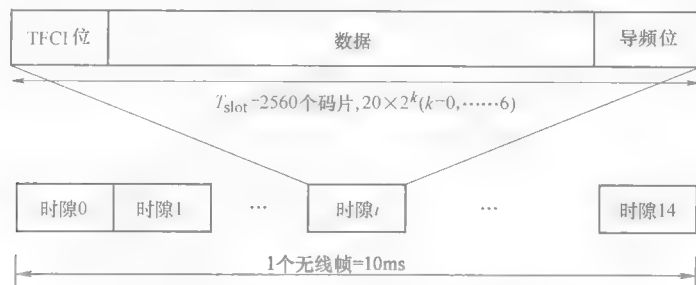 TFCI位 数据 导频位
T_slot=2560个码片,20×2^k(k=0,……6)
时隙0 时隙1 … 时隙i … 时隙14
1个无线帧=10ms